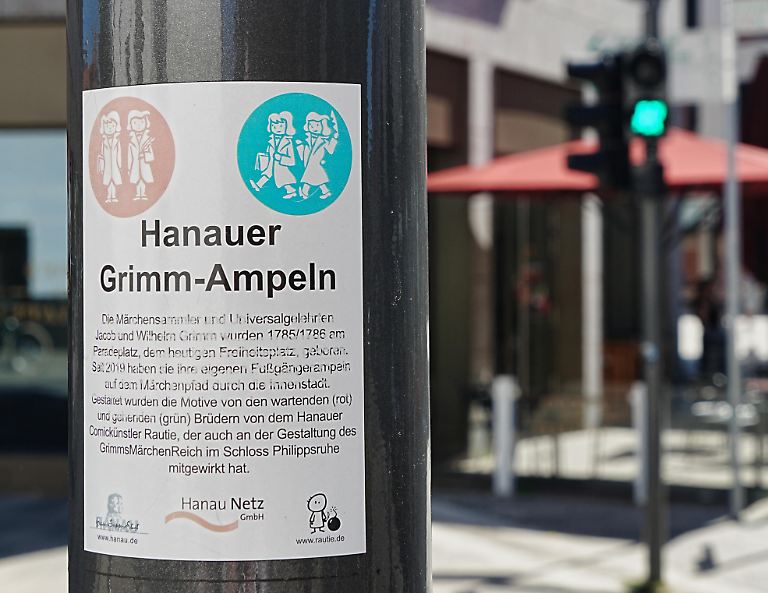 Hanauer
Grimm-Ampeln
Die Märchensammler und Universalgelehrten
Jacob und Wilhelm Grimm wurden 1785/1786 am
Paradeplatz, dem heutigen Freiheitsplatz, geboren.
Seit 2019 haben sie ihre eigenen Fußgängerampeln
auf dem Märchenpfad durch die Innenstadt.
Gestaltet wurden die Motive von den wartenden (rot)
und gehenden (grün) Brüdern von dem Hanauer
Comickünstler Rautie, der auch an der Gestaltung des
GrimmsMärchenReich im Schloss Philippsruhe
mitgewirkt hat.
Hanau Netz
GmbH
www.hanau.de
www.rautie.de